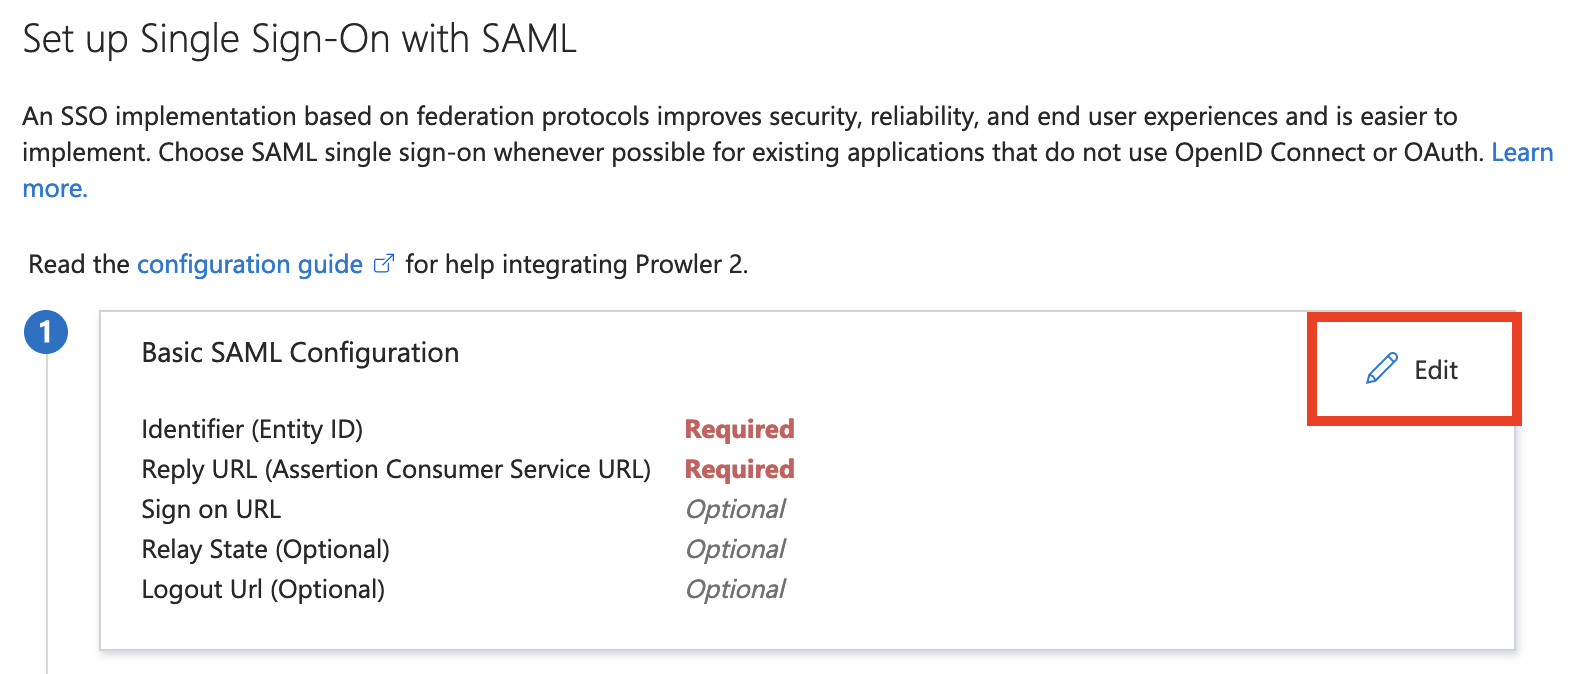 Set up Single Sign-On with SAML
An SSO implementation based on federation protocols improves security, reliability, and end user experiences and is easier to
implement. Choose SAML single sign-on whenever possible for existing applications that do not use OpenID Connect or OAuth. Learn
more.
Read the configuration guide for help integrating Prowler 2.
1
Basic SAML Configuration
Edit
Identifier (Entity ID) Required
Reply URL (Assertion Consumer Service URL) Required
Sign on URL Optional
Relay State (Optional) Optional
Logout Url (Optional) Optional